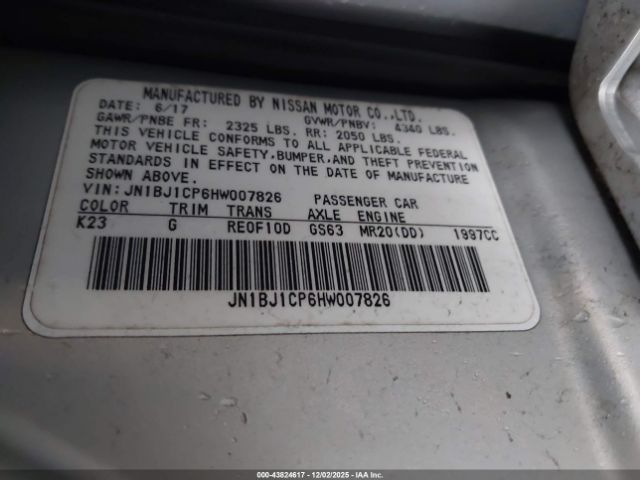 MANUFACTURED BY NISSAN MOTOR CO.,LTD.
DATE: 6/17 GVWR/PNBV: 4340 LBS.
GAWR/PNBE FR: 2325 LBS. RR: 2050 LBS.
THIS VEHICLE CONFORMS TO ALL APPLICABLE FEDERAL
MOTOR VEHICLE SAFETY,BUMPER,AND THEFT PREVENTION
STANDARDS IN EFFECT ON THE DATE OF MANUFACTURE
SHOWN ABOVE.
VIN: JN1BJ1CP6HW007826 PASSENGER CAR
COLOR TRIM TRANS AXLE ENGINE
K23 G RE0F10D GS63 MR20(DD) 1997CC
JN1BJ1CP6HW007826
000-43824617 - 12/02/2025 - IAAI.com